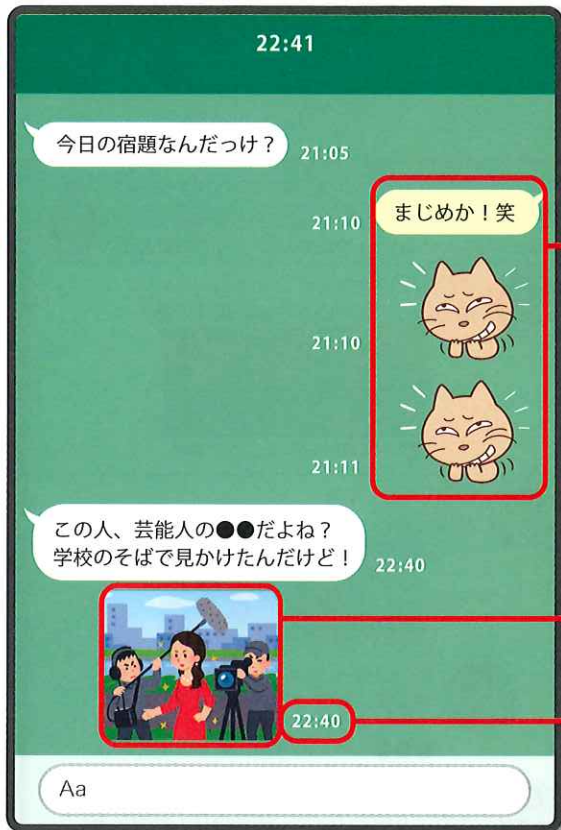 22:41
今日の宿題なんだっけ?
21:05
まじめか!笑
21:10
21:10
21:11
この人、芸能人の●●だよね?
学校のそばで見かけたんだけど!
22:40
22:40
Aa